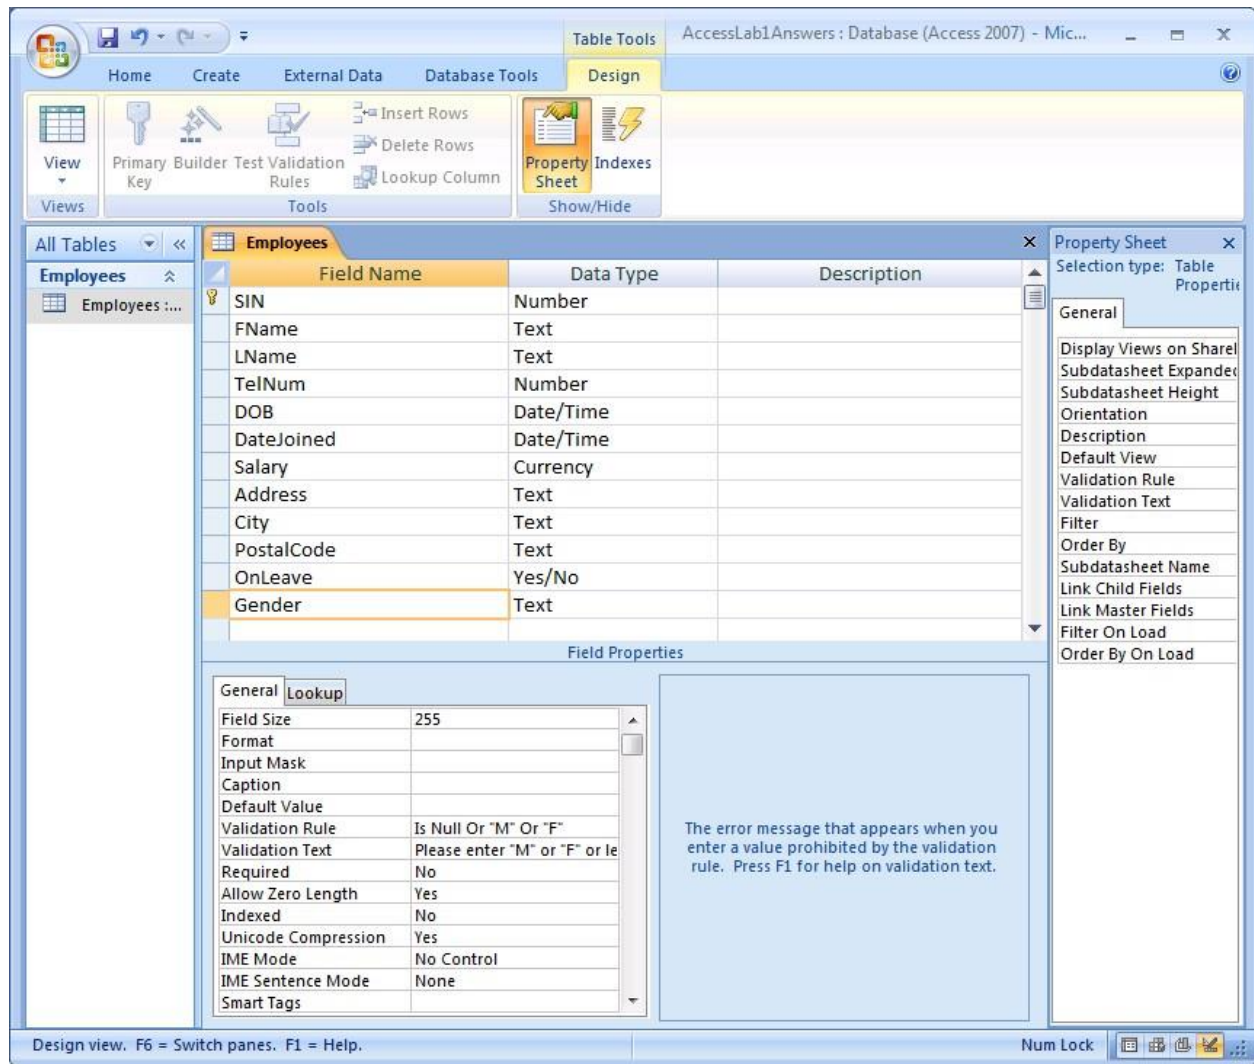 Table Tools
AccessLab1Answers : Database (Access 2007) - Mic...
Home Create External Data Database Tools Design
View
Primary Key
Builder
Test Validation Rules
Insert Rows
Delete Rows
Lookup Column
Property Sheet
Indexes
Views
Tools
Show/Hide
All Tables
Employees
Employees :...
Employees
Field Name Data Type Description
SIN Number
FName Text
LName Text
TelNum Number
DOB Date/Time
DateJoined Date/Time
Salary Currency
Address Text
City Text
PostalCode Text
OnLeave Yes/No
Gender Text
Field Properties
General Lookup
Field Size 255
Format
Input Mask
Caption
Default Value
Validation Rule Is Null Or "M" Or "F"
Validation Text Please enter "M" or "F" or le
Required No
Allow Zero Length Yes
Indexed No
Unicode Compression Yes
IME Mode No Control
IME Sentence Mode None
Smart Tags
The error message that appears when you
enter a value prohibited by the validation
rule. Press F1 for help on validation text.
Property Sheet
Selection type: Table
Propertie
General
Display Views on Sharel
Subdatasheet Expanded
Subdatasheet Height
Orientation
Description
Default View
Validation Rule
Validation Text
Filter
Order By
Subdatasheet Name
Link Child Fields
Link Master Fields
Filter On Load
Order By On Load
Design view. F6 = Switch panes. F1 = Help.
Num Lock